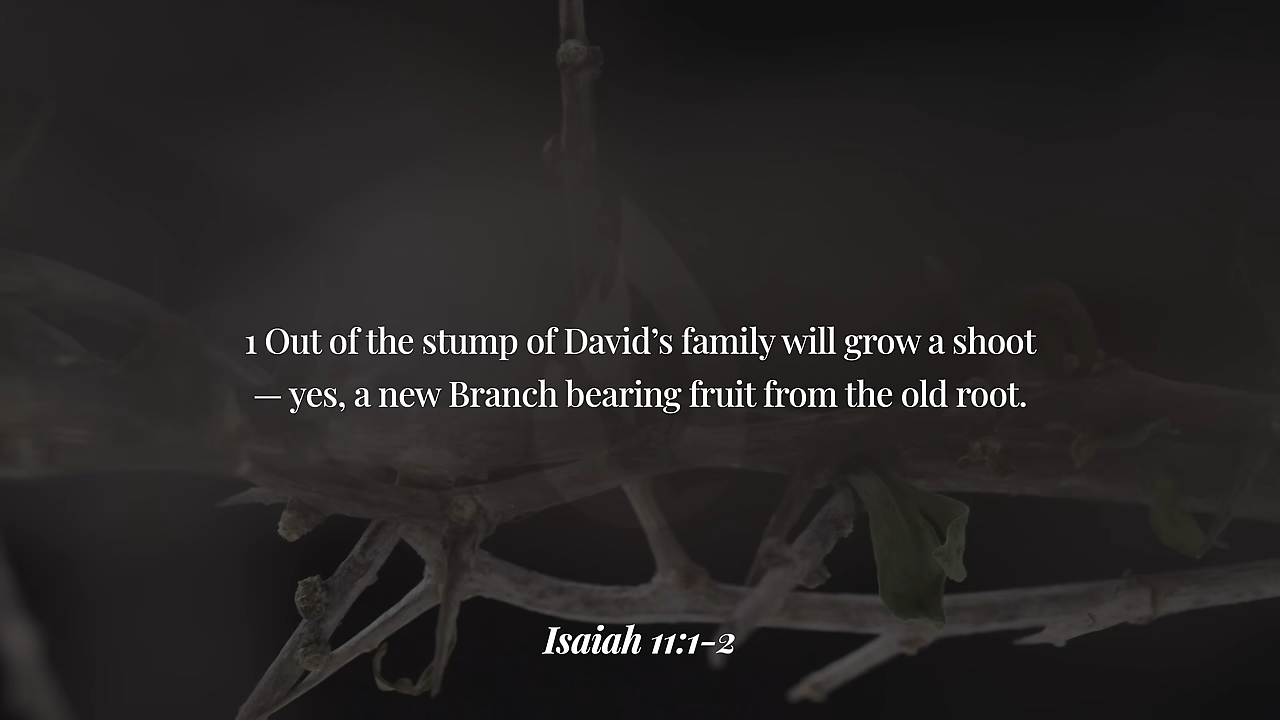 1 Out of the stump of David’s family will grow a shoot
— yes, a new Branch bearing fruit from the old root.
Isaiah 11:1-2